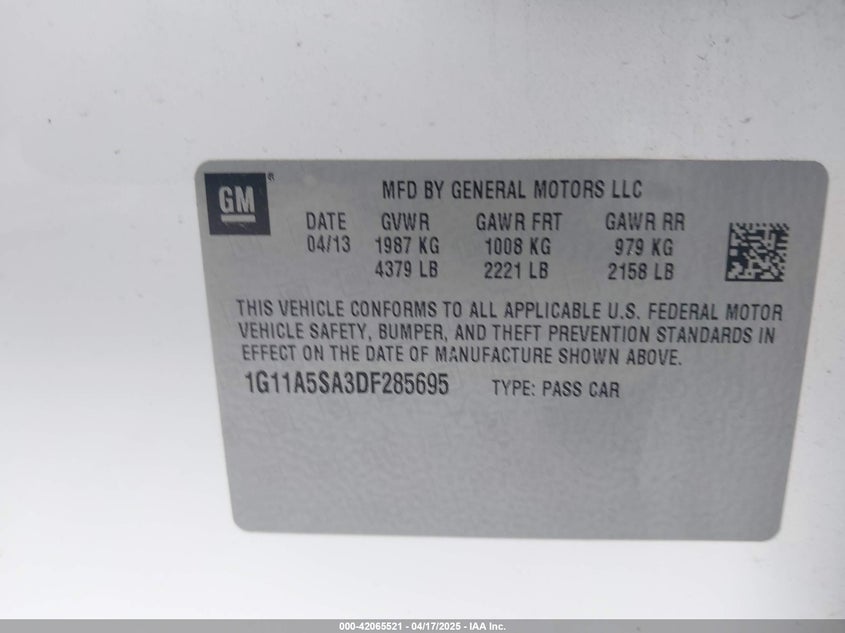 GM®
MFD BY GENERAL MOTORS LLC
DATE GVWR GAWR FRT GAWR RR
04/13 1987 KG 1008 KG 979 KG
4379 LB 2221 LB 2158 LB
THIS VEHICLE CONFORMS TO ALL APPLICABLE U.S. FEDERAL MOTOR
VEHICLE SAFETY, BUMPER, AND THEFT PREVENTION STANDARDS IN
EFFECT ON THE DATE OF MANUFACTURE SHOWN ABOVE.
1G11A5SA3DF285695 TYPE: PASS CAR
000-42065521 - 04/17/2025 - IAA Inc.